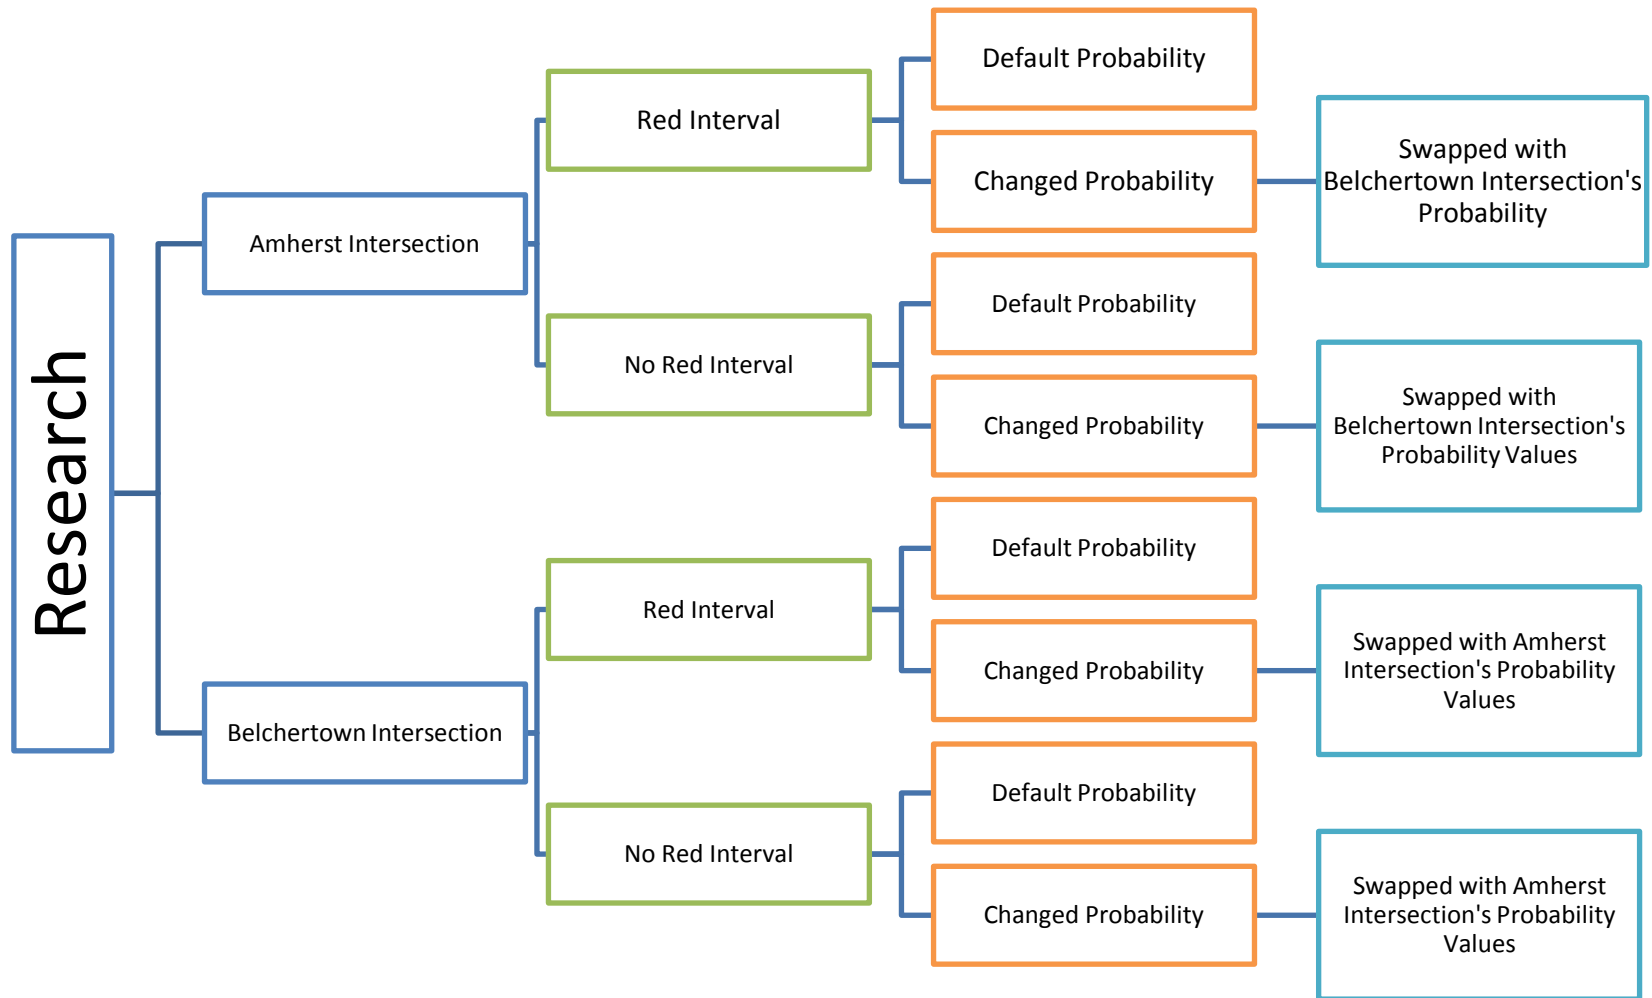 Research
Amherst Intersection
Red Interval
Default Probability
Changed Probability
Swapped with
Belchertown Intersection's
Probability
No Red Interval
Default Probability
Changed Probability
Swapped with
Belchertown Intersection's
Probability Values
Belchertown Intersection
Red Interval
Default Probability
Changed Probability
Swapped with Amherst
Intersection's Probability
Values
No Red Interval
Default Probability
Changed Probability
Swapped with Amherst
Intersection's Probability
Values